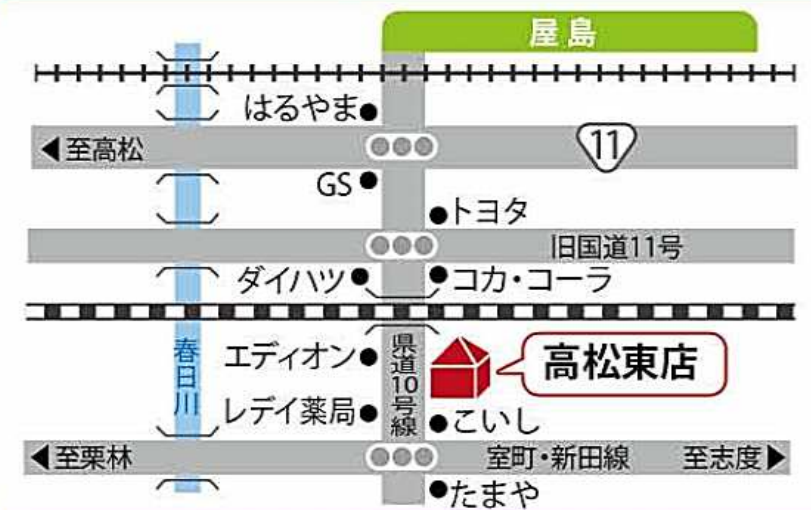 屋島
はるやま
至高松
11
GS
トヨタ
旧国道11号
ダイハツ
コカ・コーラ
春日川
エディオン
県道10号線
高松東店
レデイ薬局
こいし
至栗林
室町・新田線
至志度
たまや